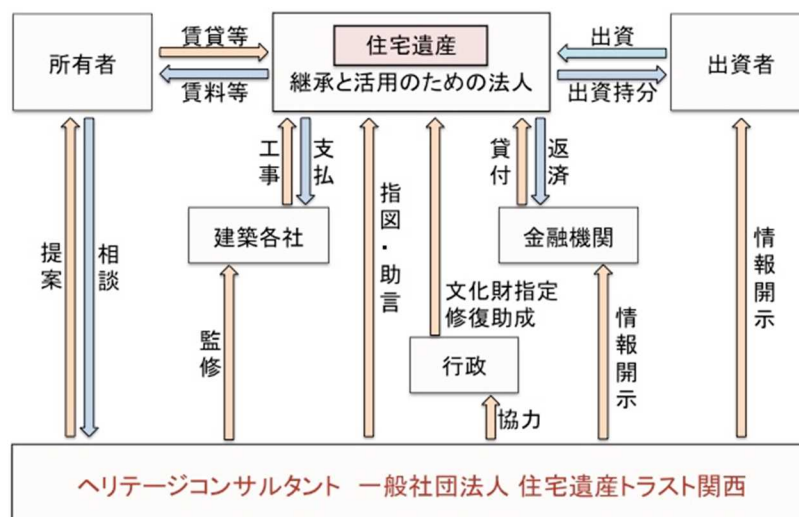 所有者
賃貸等
賃料等
住宅遺産
継承と活用のための法人
出資
出資持分
出資者
工事
支払
貸付
返済
建築各社
金融機関
提案
相談
監修
指図・助言
文化財指定
修復助成
行政
協力
情報開示
情報開示
ヘリテージコンサルタント 一般社団法人 住宅遺産トラスト関西